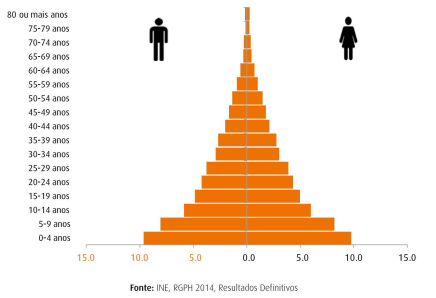 80 ou mais anos
75-79 anos
70-74 anos
65-69 anos
60-64 anos
55-59 anos
50-54 anos
45-49 anos
40-44 anos
35-39 anos
30-34 anos
25-29 anos
20-24 anos
15-19 anos
10-14 anos
5-9 anos
0-4 anos
15.0 10.0 5.0 0.0 5.0 10.0 15.0
Fonte: INE, RGPH 2014, Resultados Definitivos